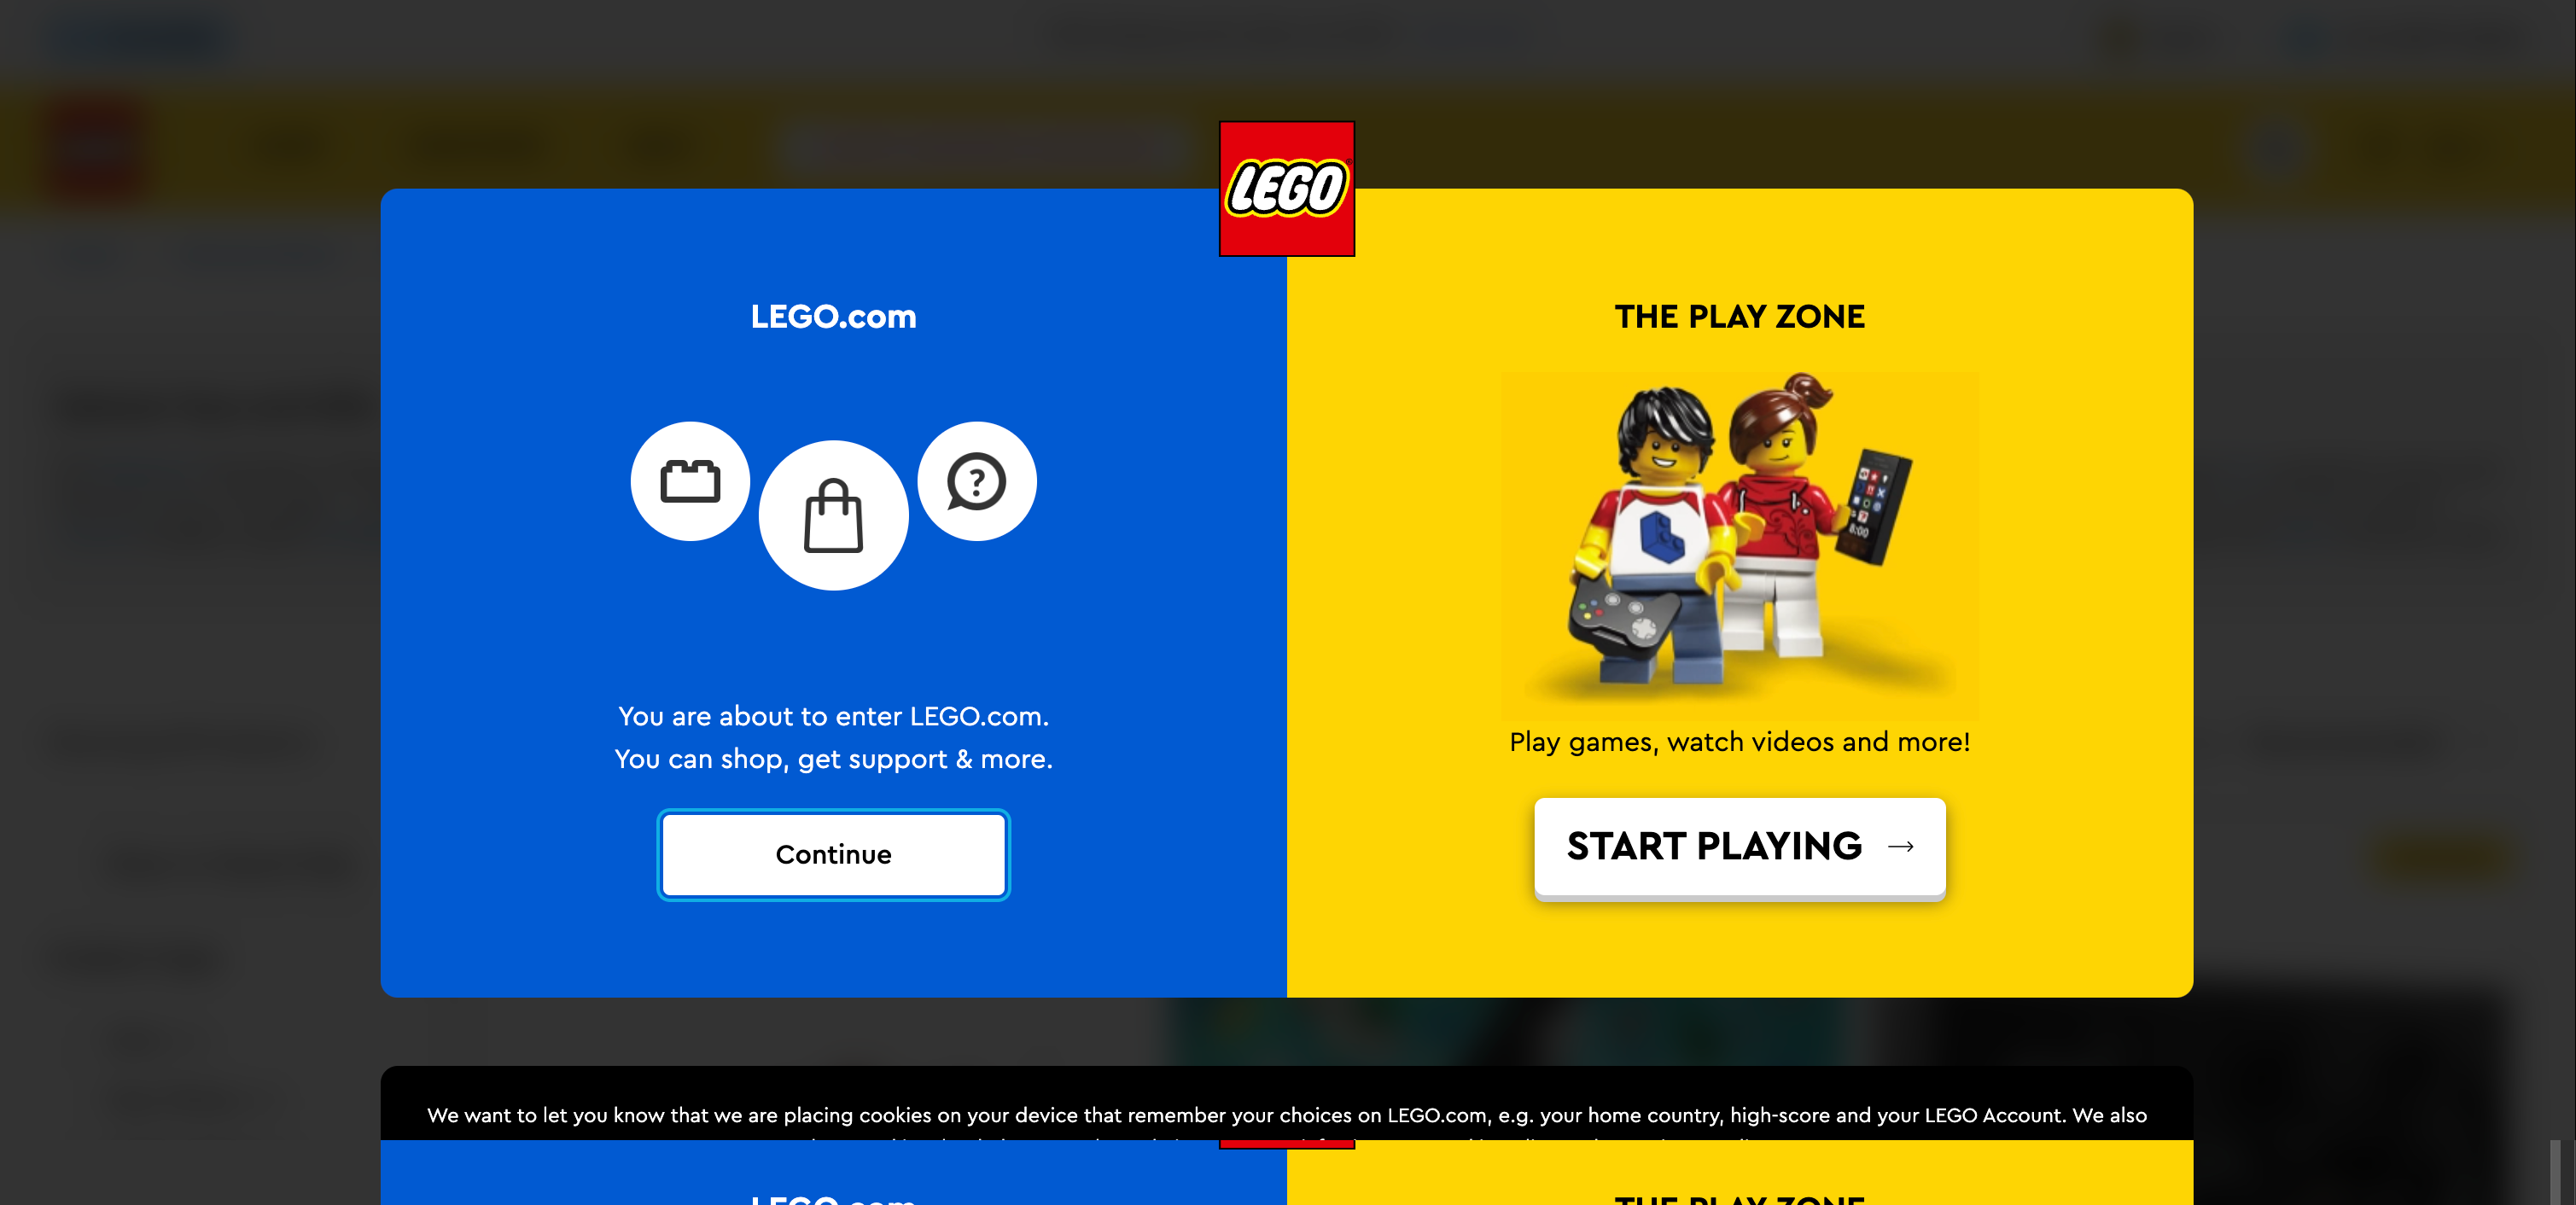 LEGO
®
LEGO.com
You are about to enter LEGO.com.
You can shop, get support & more.
Continue
THE PLAY ZONE
8:00
Play games, watch videos and more!
START PLAYING →
We want to let you know that we are placing cookies on your device that remember your choices on LEGO.com, e.g. your home country, high-score and your LEGO Account. We also
LEGO.com
THE PLAY ZONE